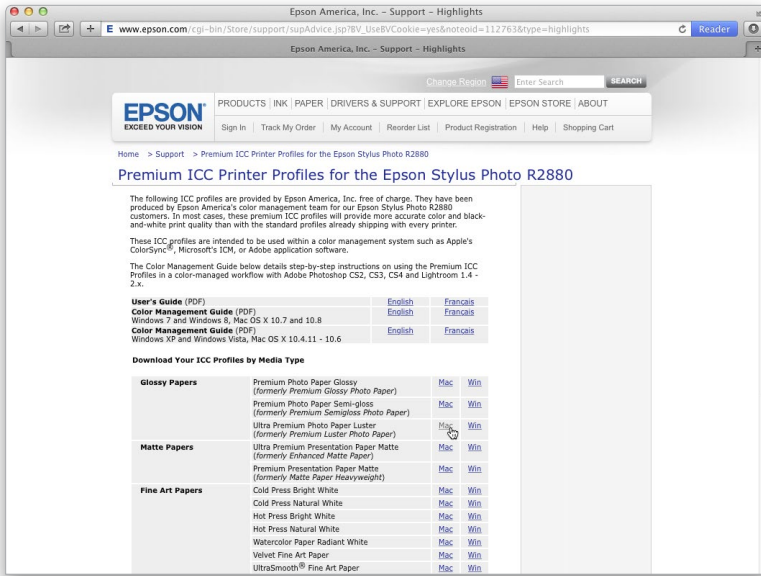 Epson America, Inc. – Support – Highlights
E www.epson.com/cgi-bin/Store/support/supAdvice.jsp?BV_UseBVCookie=yes&noteoid=112763&type=highlights Reader
Epson America, Inc. – Support – Highlights
Change Region Enter Search SEARCH
EPSON®
EXCEED YOUR VISION
PRODUCTS | INK | PAPER | DRIVERS & SUPPORT | EXPLORE EPSON | EPSON STORE | ABOUT
Sign In | Track My Order | My Account | Reorder List | Product Registration | Help | Shopping Cart
Home > Support > Premium ICC Printer Profiles for the Epson Stylus Photo R2880
Premium ICC Printer Profiles for the Epson Stylus Photo R2880
The following ICC profiles are provided by Epson America, Inc. free of charge. They have been
produced by Epson America's color management team for our Epson Stylus Photo R2880
customers. In most cases, these premium ICC profiles will provide more accurate color and black-
and-white print quality than with the standard profiles already shipping with every printer.
These ICC profiles are intended to be used within a color management system such as Apple's
ColorSync®, Microsoft's ICM, or Adobe application software.
The Color Management Guide below details step-by-step instructions on using the Premium ICC
Profiles in a color-managed workflow with Adobe Photoshop CS2, CS3, CS4 and Lightroom 1.4 -
2.x.
User's Guide (PDF) English Français
Color Management Guide (PDF) English Français
Windows 7 and Windows 8, Mac OS X 10.7 and 10.8
Color Management Guide (PDF) English Français
Windows XP and Windows Vista, Mac OS X 10.4.11 - 10.6
Download Your ICC Profiles by Media Type
Glossy Papers Premium Photo Paper Glossy Mac Win
(formerly Premium Glossy Photo Paper)
Premium Photo Paper Semi-gloss Mac Win
(formerly Premium Semigloss Photo Paper)
Ultra Premium Photo Paper Luster Mac Win
(formerly Premium Luster Photo Paper)
Matte Papers Ultra Premium Presentation Paper Matte Mac Win
(formerly Enhanced Matte Paper)
Premium Presentation Paper Matte Mac Win
(formerly Matte Paper Heavyweight)
Fine Art Papers Cold Press Bright White Mac Win
Cold Press Natural White Mac Win
Hot Press Bright White Mac Win
Hot Press Natural White Mac Win
Watercolor Paper Radiant White Mac Win
Velvet Fine Art Paper Mac Win
UltraSmooth® Fine Art Paper Mac Win